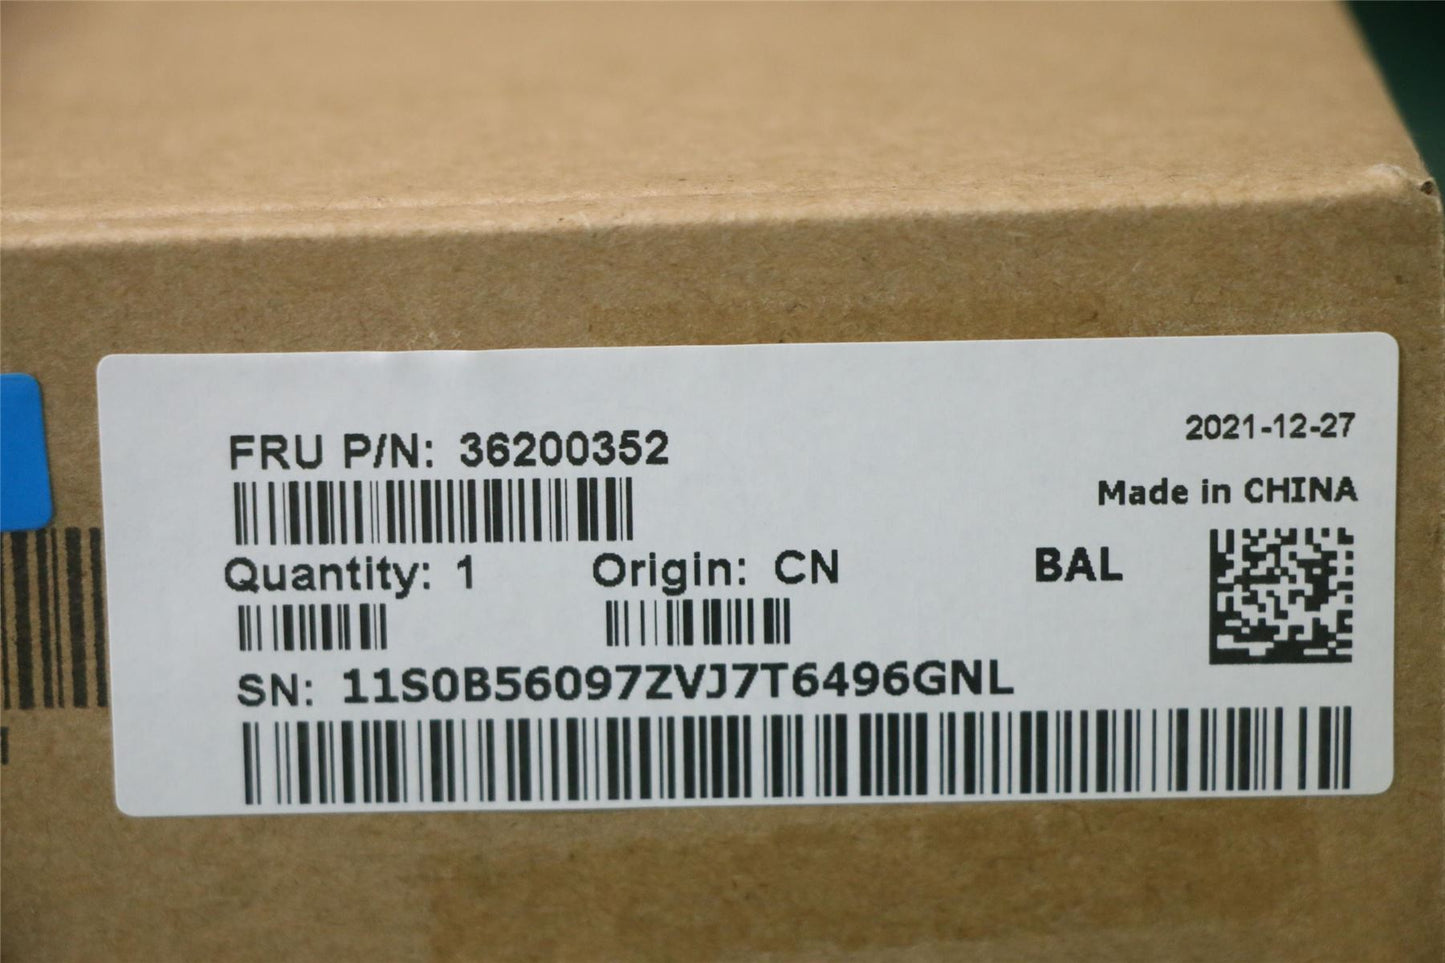 2021-12-27
FRU P/N: 36200352
Made in CHINA
Quantity: 1 Origin: CN BAL
SN: 11S0B56097ZVJ7T6496GNL